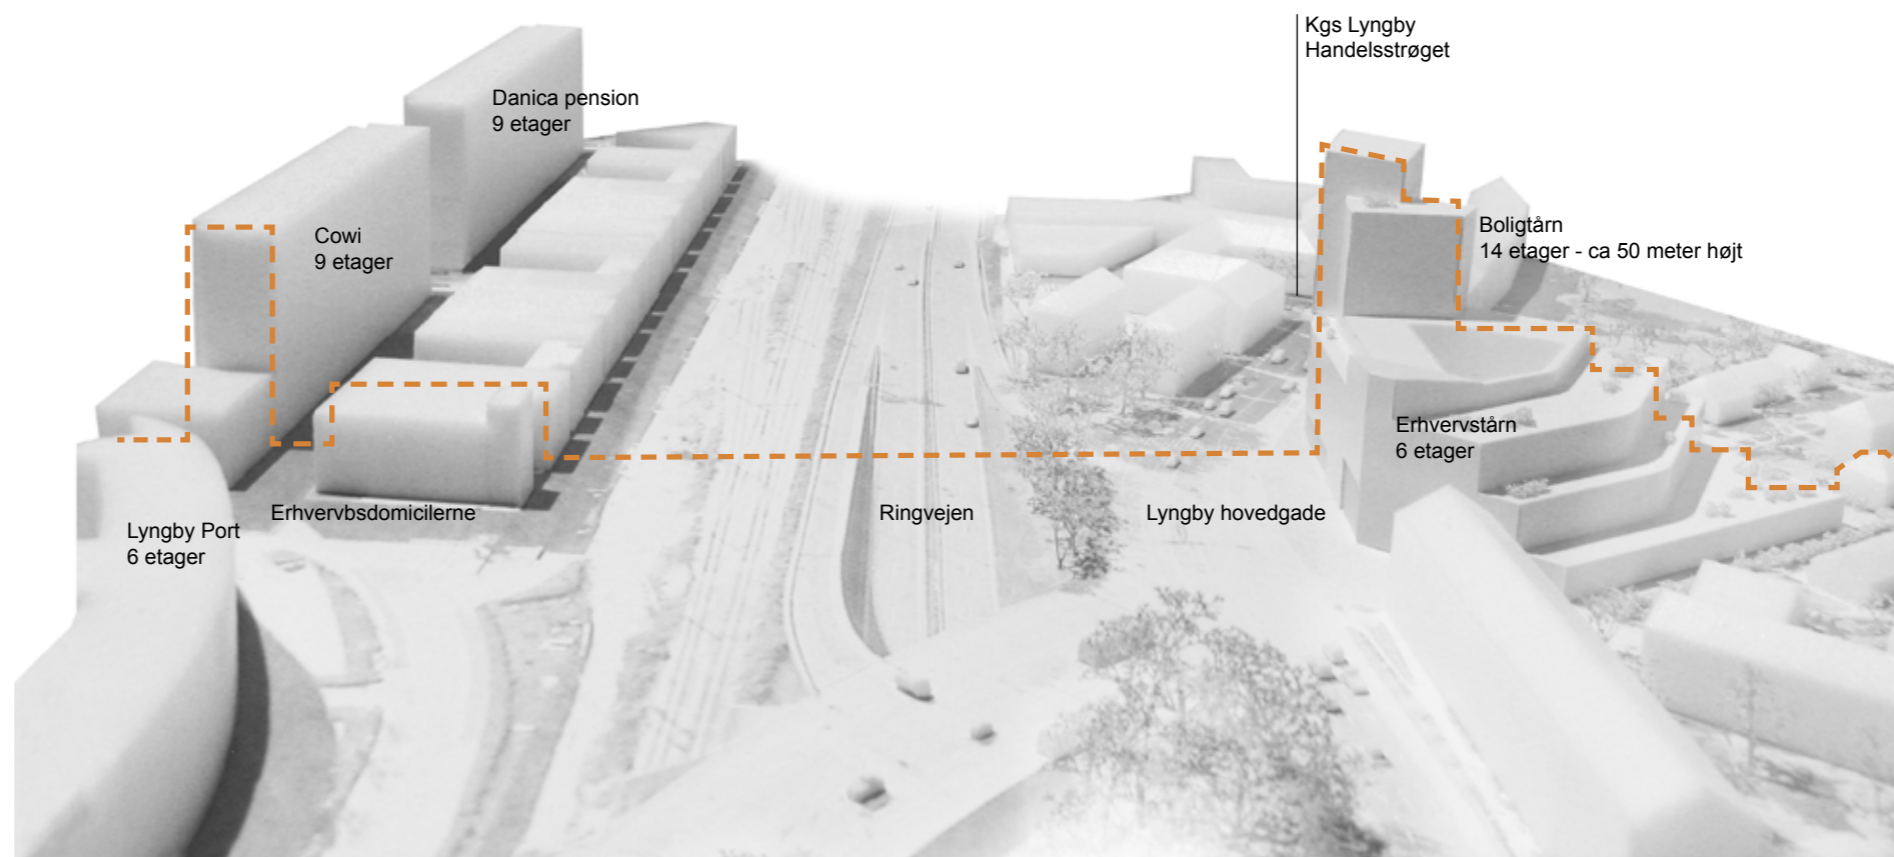 Kgs Lyngby
Handelsstrøget
Danica pension
9 etager
Cowi
9 etager
Boligtårn
14 etager - ca 50 meter højt
Erhvervstårn
6 etager
Erhvervbsdomicilerne
Ringvejen
Lyngby hovedgade
Lyngby Port
6 etager